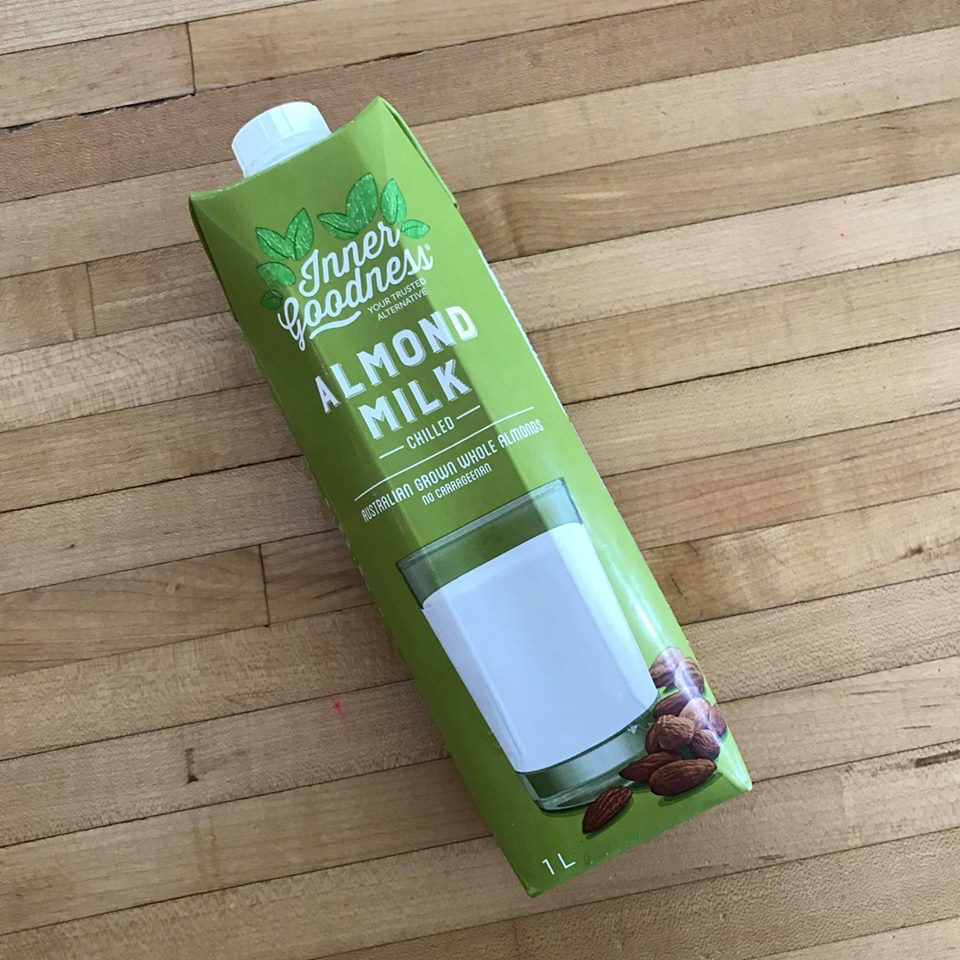 Inner
Goodness
YOUR TRUSTED
ALTERNATIVE
ALMOND
MILK
CHILLED
AUSTRALIAN GROWN WHOLE ALMONDS
NO CARRAGEENAN
1L